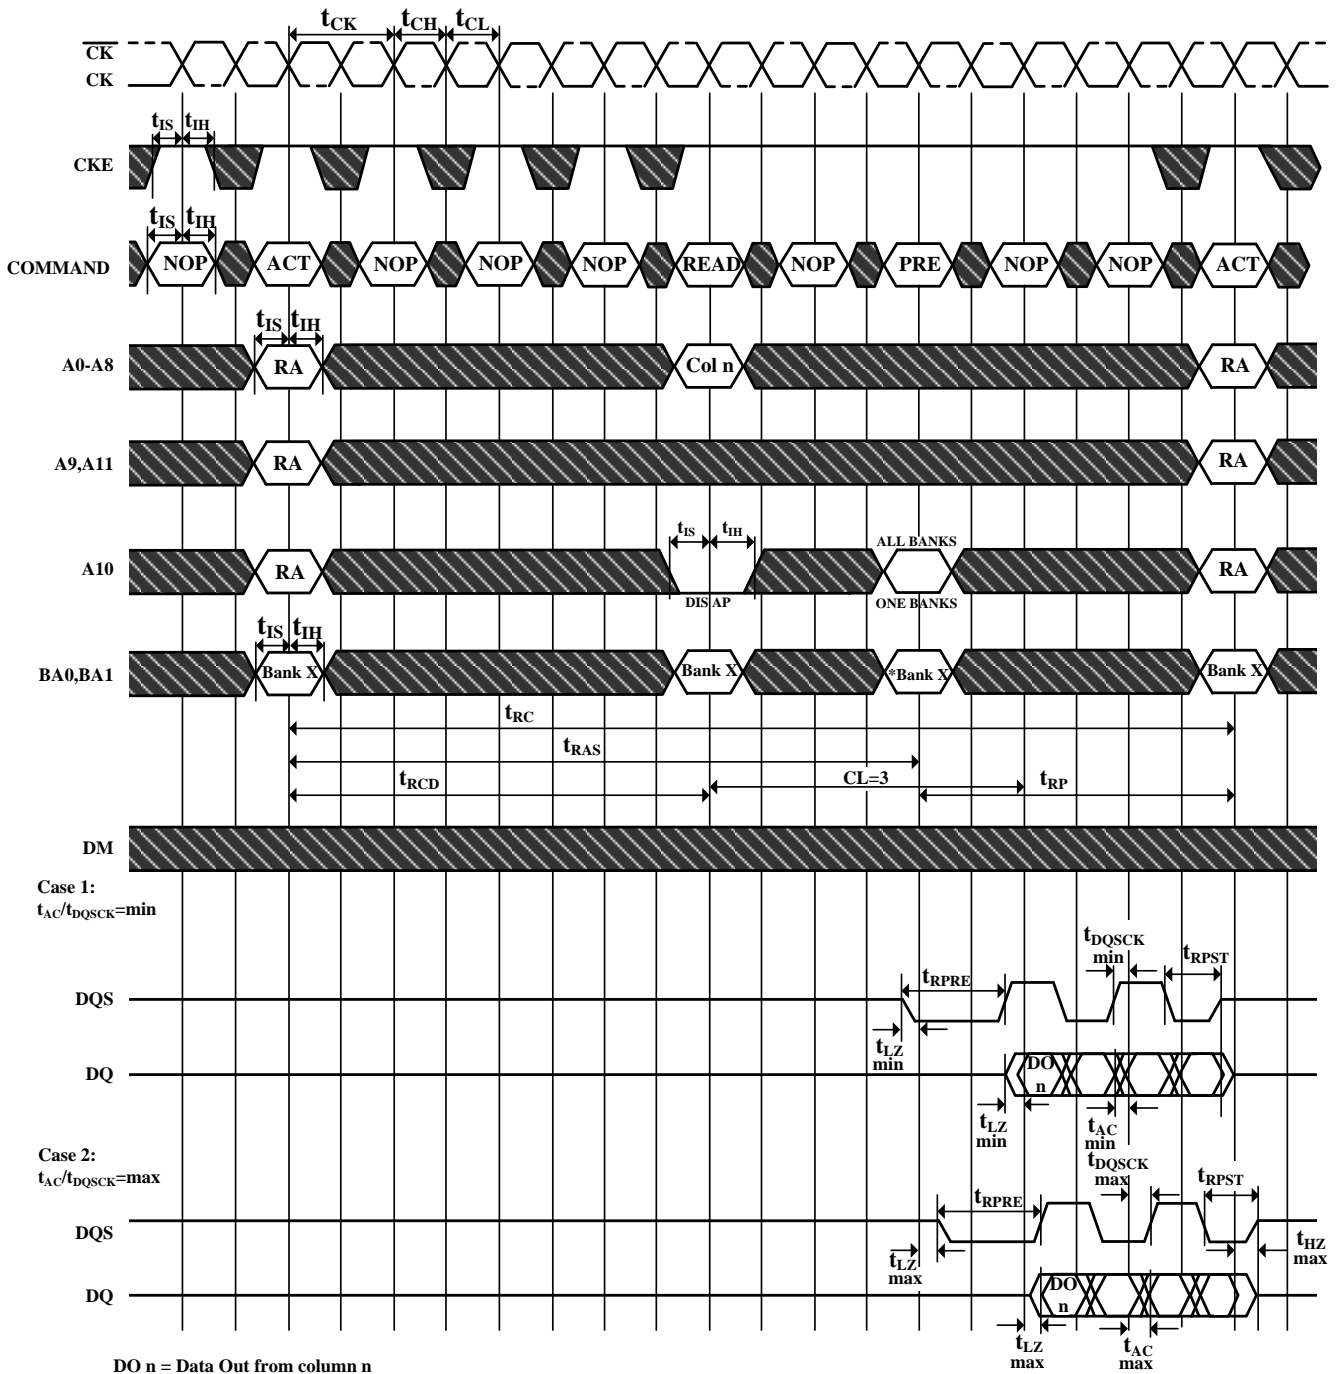 tCK tCH tCL
CK
CK
tIS tIH
CKE
tIS tIH
COMMAND NOP ACT NOP NOP NOP READ NOP PRE NOP NOP ACT
tIS tIH
A0-A8 RA Col n RA
A9,A11 RA RA
tIS tIH ALL BANKS
A10 RA RA
DIS AP ONE BANKS
tIS tIH
BA0,BA1 Bank X Bank X *Bank X Bank X
tRC
tRAS
tRCD CL=3 tRP
DM
Case 1:
tAC/tDQSCK=min
tDQSCK
min
tRPST
tRPRE
DQS
tLZ
min
DQ DO
n
tLZ
min
tAC
min
Case 2:
tAC/tDQSCK=max
tDQSCK
max
tRPST
tRPRE
DQS
tHZ
max
tLZ
max
DQ DO
n
tLZ
max
tAC
max
DO n = Data Out from column n